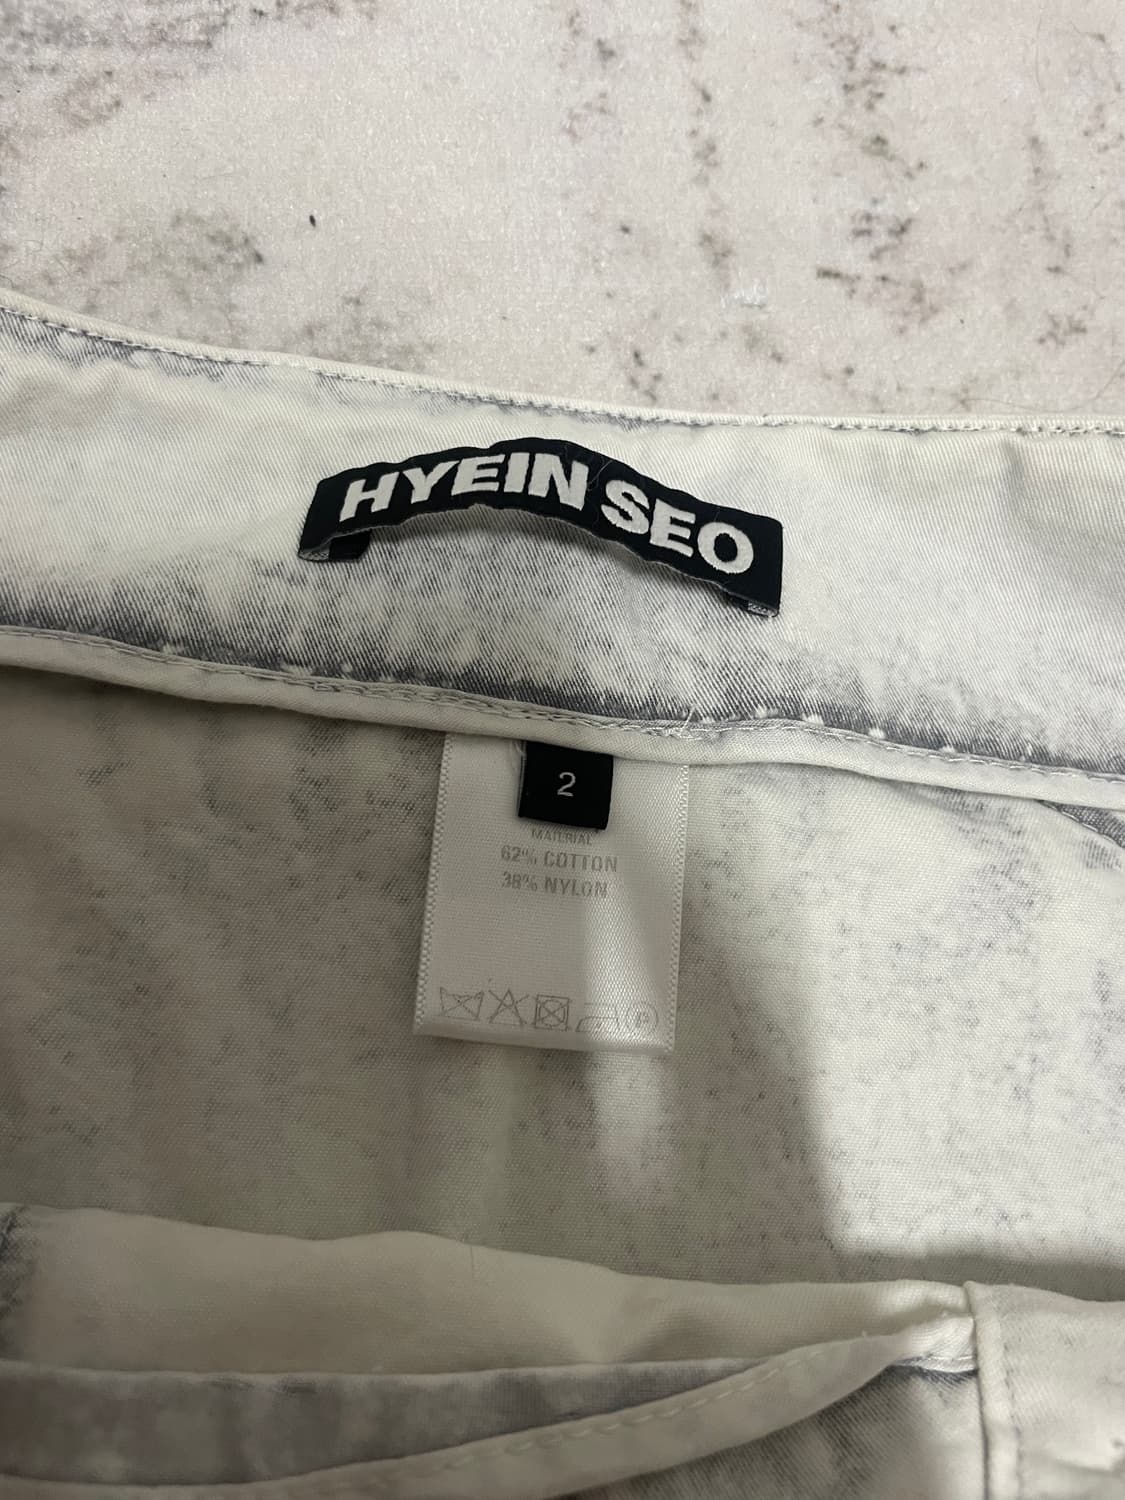 HYEIN SEO
2
MATERIAL
62% COTTON
38% NYLON
P